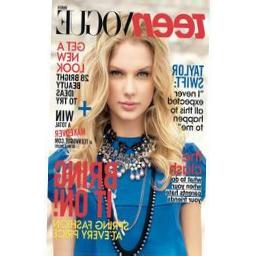 teen VOGUE
GET A
NEW
LOOK
28 BRIGHT
BEAUTY
IDEAS
TO TRY
+
WIN
A TOTAL
MAKEOVER
TAYLOR
SWIFT:
"I never
expected
all this to
happen
to me"
BRING
IT ON!
SPRING FASHION
AT EVERY PRICE
what to do
when your
parents hate
your friends